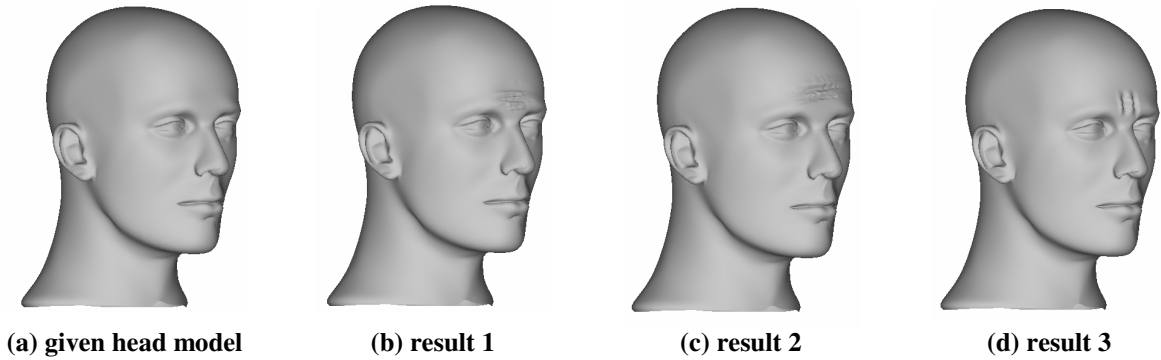 (a) given head model
(b) result 1
(c) result 2
(d) result 3